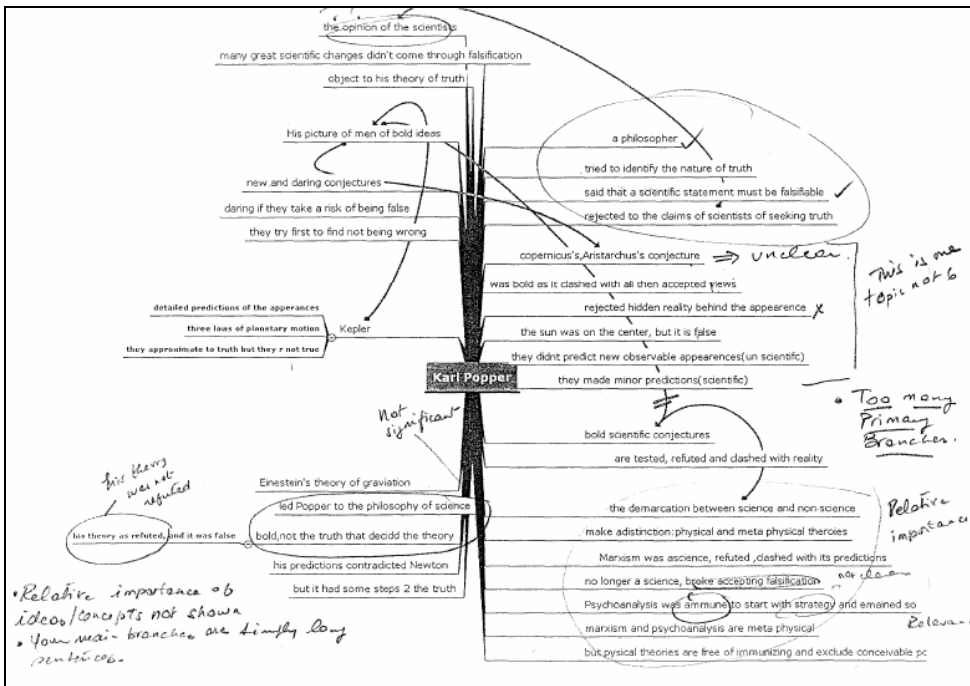 the opinion of the scientists
many great scientific changes didn't come through falsification
object to his theory of truth
His picture of men of bold ideas
new.and daring conjectures
daring if they take a risk of being false
they try first to find not being wrong
detailed predictions of the apperances
three laws of planetary motion
they approximate to truth but they r not true
Kepler
Karl Popper
a philosopher
tried to identify the nature of truth
said that a scientific statement must be falsifiable
rejected to the claims of scientists of seeking truth
copernicus's,Aristarchus's conjecture
⇒ unclear.
was bold as it clashed with all then accepted views
rejected hidden reality behind the appearence
x
the sun was on the center, but it is false
they didnt predict new observable appearences(un scientifc)
they made minor predictions(scientific)
This is one
topic not 6
• Too many
Primary
Branches.
bold scientific conjectures
are tested, refuted and clashed with reality
Not
significant
Einestein's theory of graviation
led Popper to the philosophy of science
his theory
was not
refuted
his theory as refuted, and it was false
bold,not the truth that decidd the theory
his predictions contradicted Newton
but it had some steps 2 the truth
the demarcation between science and non-science
make adistinction:physical and meta physical theroies
Relative
importance
Marxism was ascience, refuted ,clashed with its predictions
no longer a science, broke accepting falsification
not clear
Psychoanalysis was ammune to start with strategy and emained so
Relevan
marxism and psychoanalysis are meta physical
but pysical theories are free of immunizing and exclude conceivable pc
• Relative importance of
ideas/concepts not shown
• Your main branches are simply long
sentences.